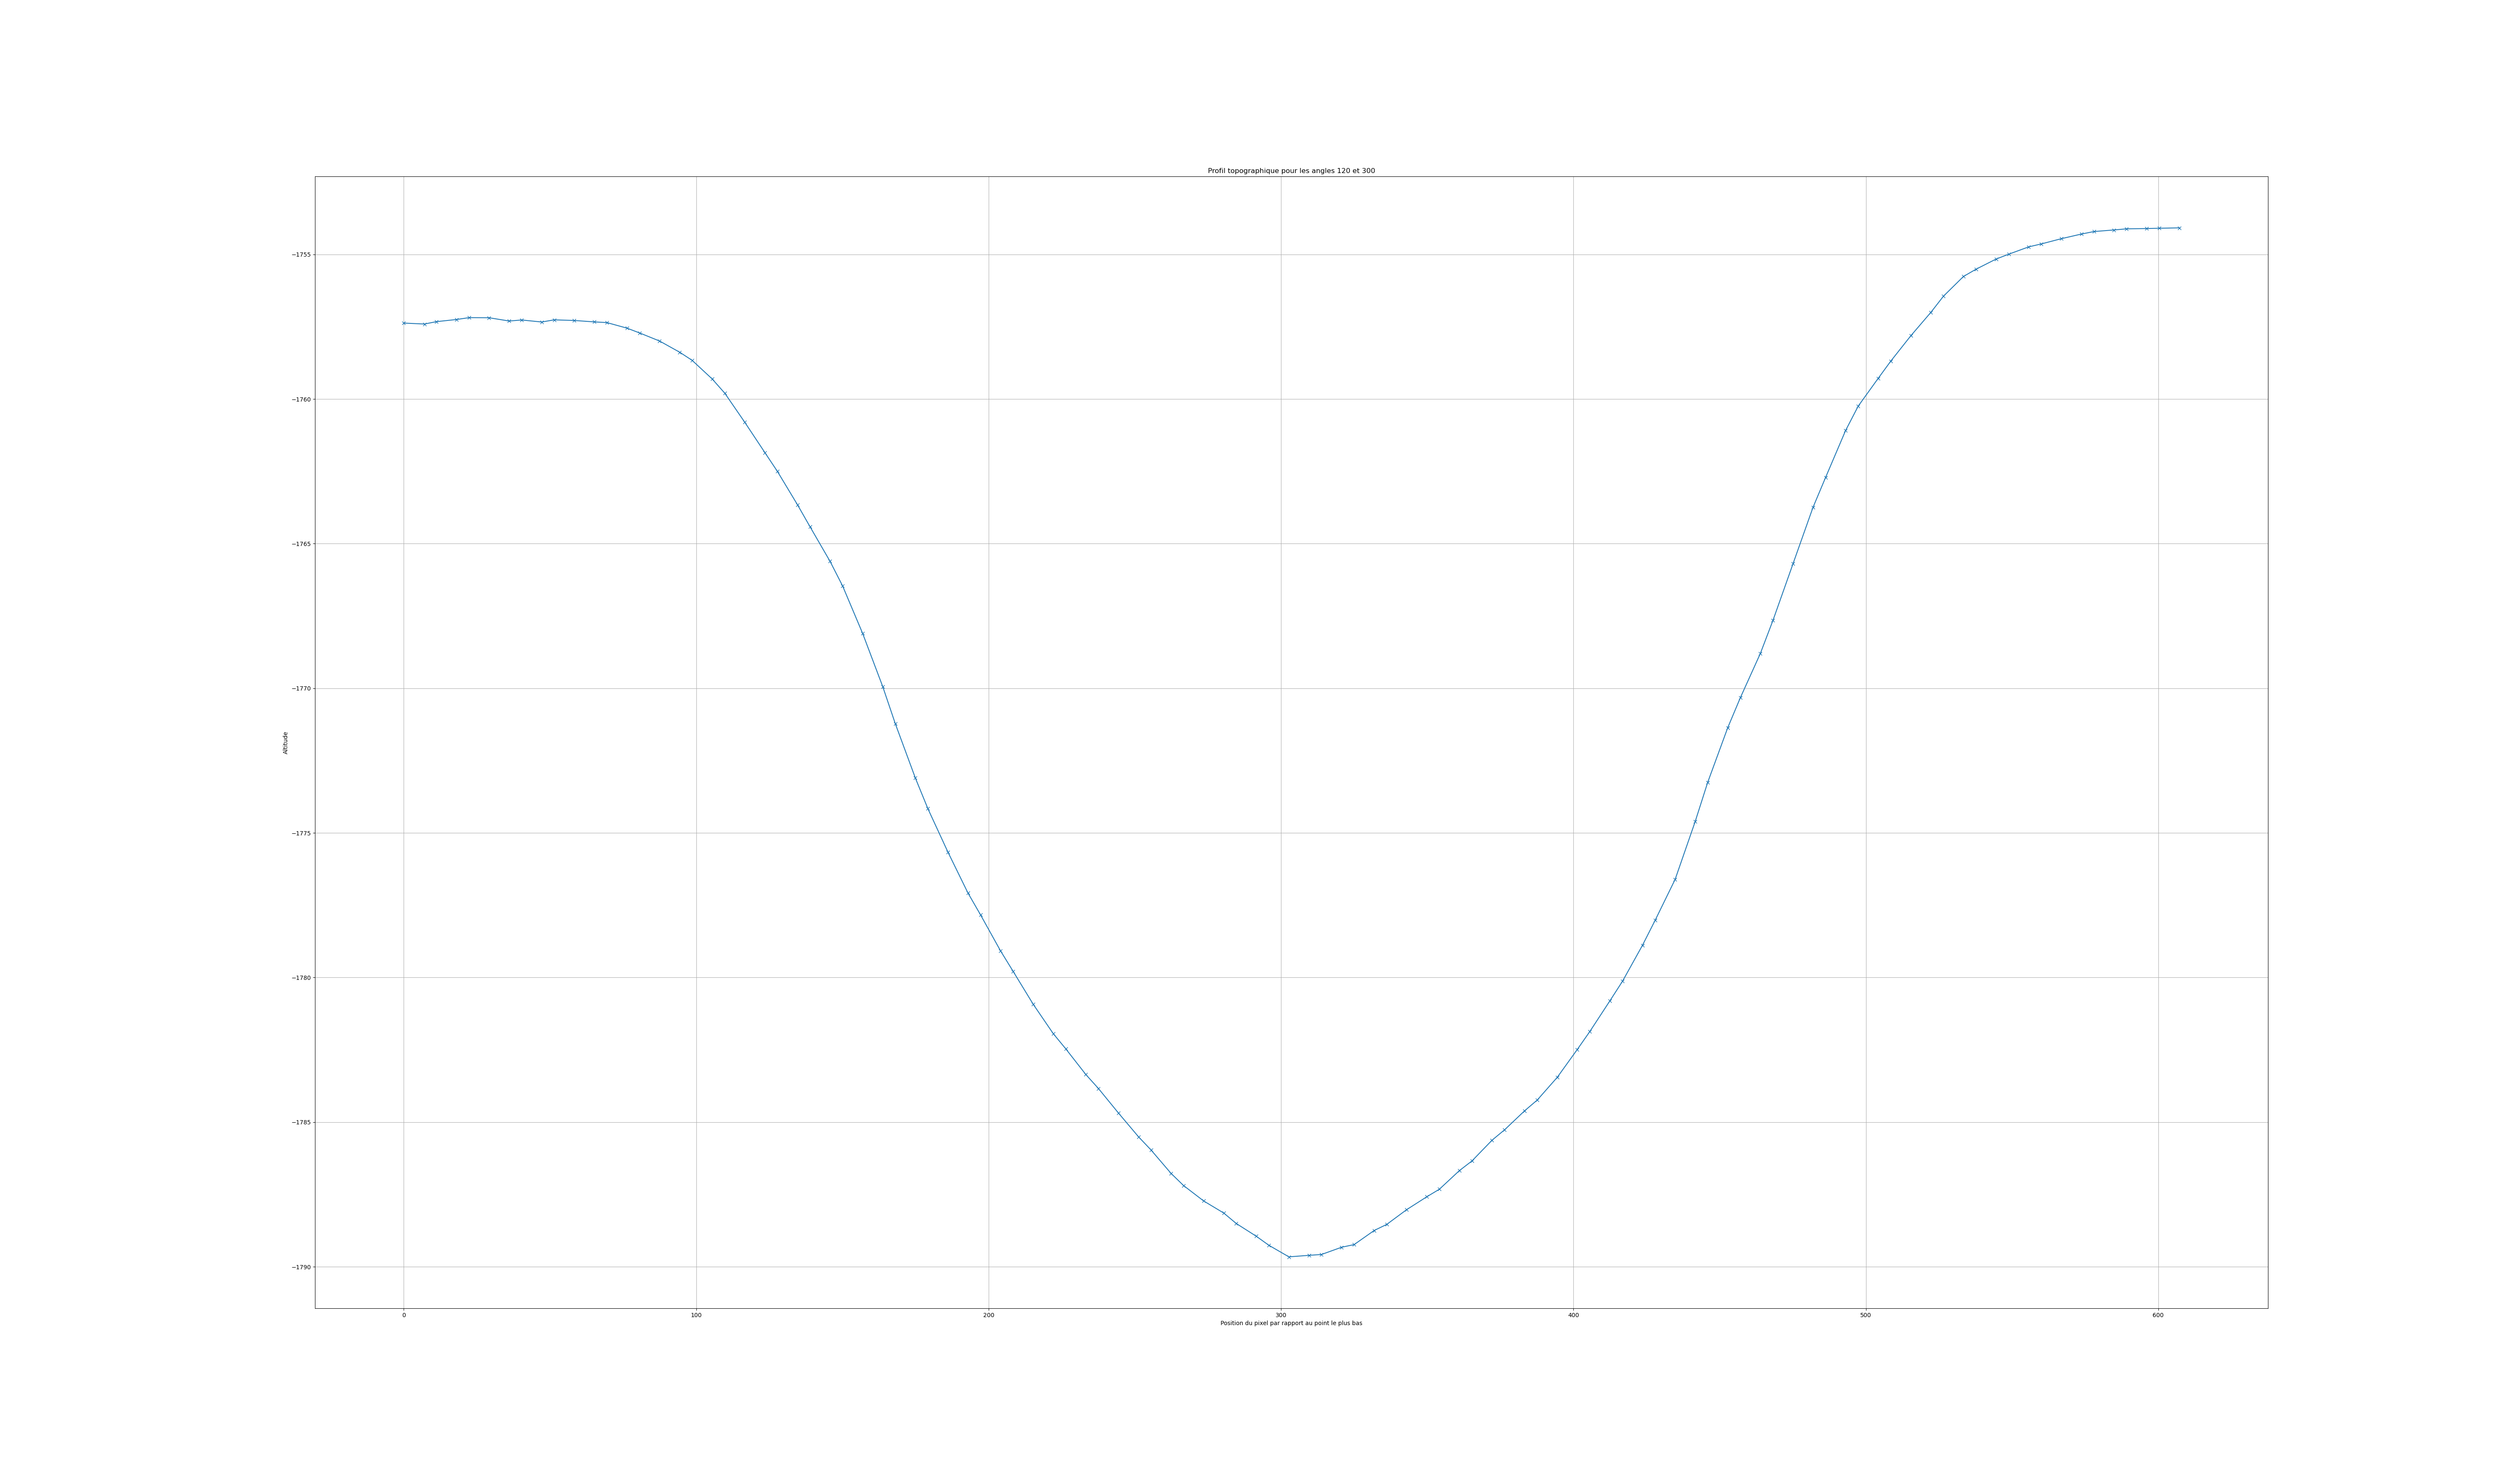 Profil topographique pour les angles 120 et 300
−1755
−1760
−1765
−1770
−1775
−1780
−1785
−1790
Altitude
0 100 200 300 400 500 600
Position du pixel par rapport au point le plus bas